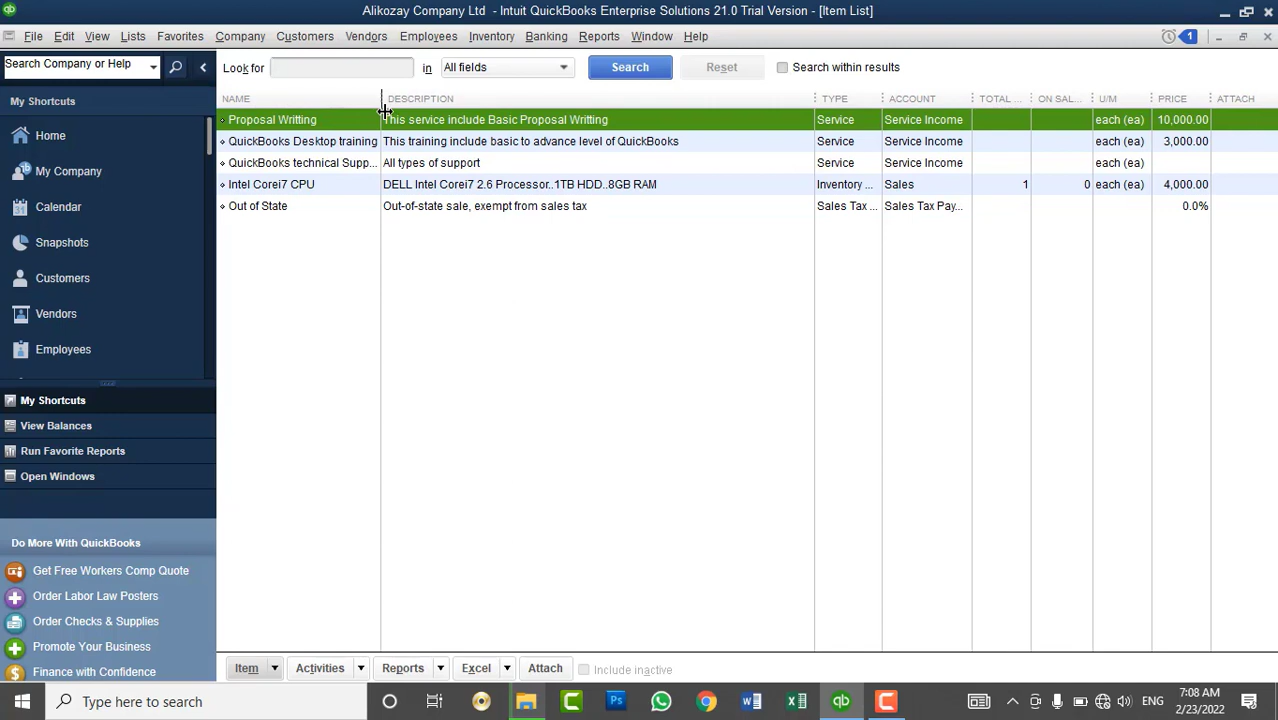 Alikozay Company Ltd - Intuit QuickBooks Enterprise Solutions 21.0 Trial Version - [Item List]
File Edit View Lists Favorites Company Customers Vendors Employees Inventory Banking Reports Window Help 1
Search Company or Help
Look for in All fields Search Reset Search within results
My Shortcuts
Home
My Company
Calendar
Snapshots
Customers
Vendors
Employees
My Shortcuts
View Balances
Run Favorite Reports
Open Windows
Do More With QuickBooks
Get Free Workers Comp Quote
Order Labor Law Posters
Order Checks & Supplies
Promote Your Business
Finance with Confidence
NAME DESCRIPTION TYPE ACCOUNT TOTAL ... ON SAL... U/M PRICE ATTACH
Proposal Writting This service include Basic Proposal Writting Service Service Income each (ea) 10,000.00
QuickBooks Desktop training This training include basic to advance level of QuickBooks Service Service Income each (ea) 3,000.00
QuickBooks technical Supp... All types of support Service Service Income each (ea)
Intel Corei7 CPU DELL Intel Corei7 2.6 Processor..1TB HDD..8GB RAM Inventory ... Sales 1 0 each (ea) 4,000.00
Out of State Out-of-state sale, exempt from sales tax Sales Tax ... Sales Tax Pay... 0.0%
Item Activities Reports Excel Attach Include inactive
Type here to search
ENG
7:08 AM
2/23/2022